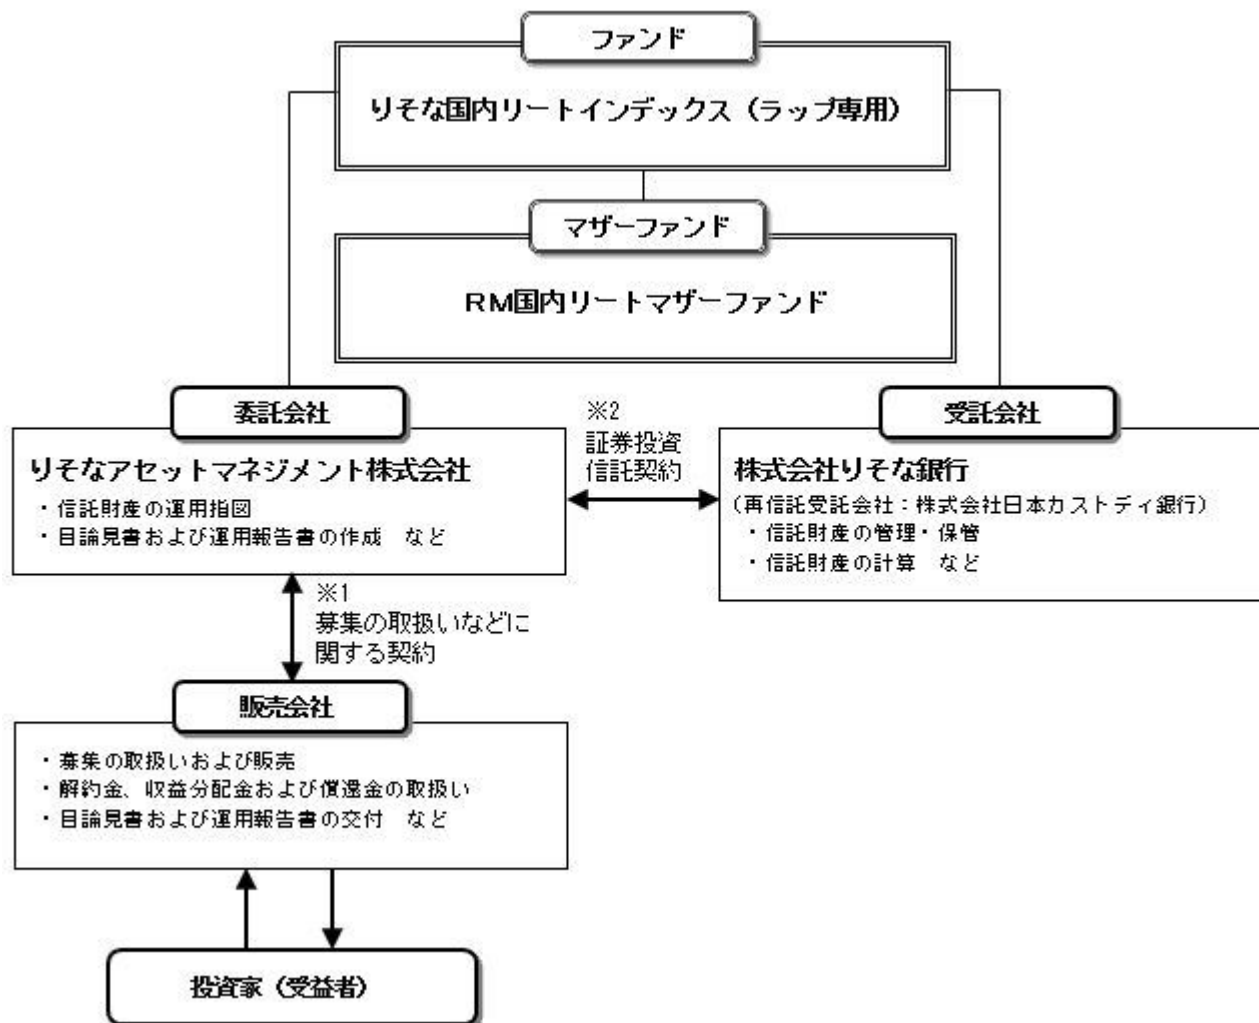 ファンド
りそな国内リートインデックス（ラップ専用）
マザーファンド
RM国内リートマザーファンド
委託会社
りそなアセットマネジメント株式会社
・信託財産の運用指図
・目論見書および運用報告書の作成　など
※2
証券投資
信託契約
受託会社
株式会社りそな銀行
（再信託受託会社：株式会社日本カストディ銀行）
・信託財産の管理・保管
・信託財産の計算　など
※1
募集の取扱いなどに
関する契約
販売会社
・募集の取扱いおよび販売
・解約金、収益分配金および償還金の取扱い
・目論見書および運用報告書の交付　など
投資家（受益者）